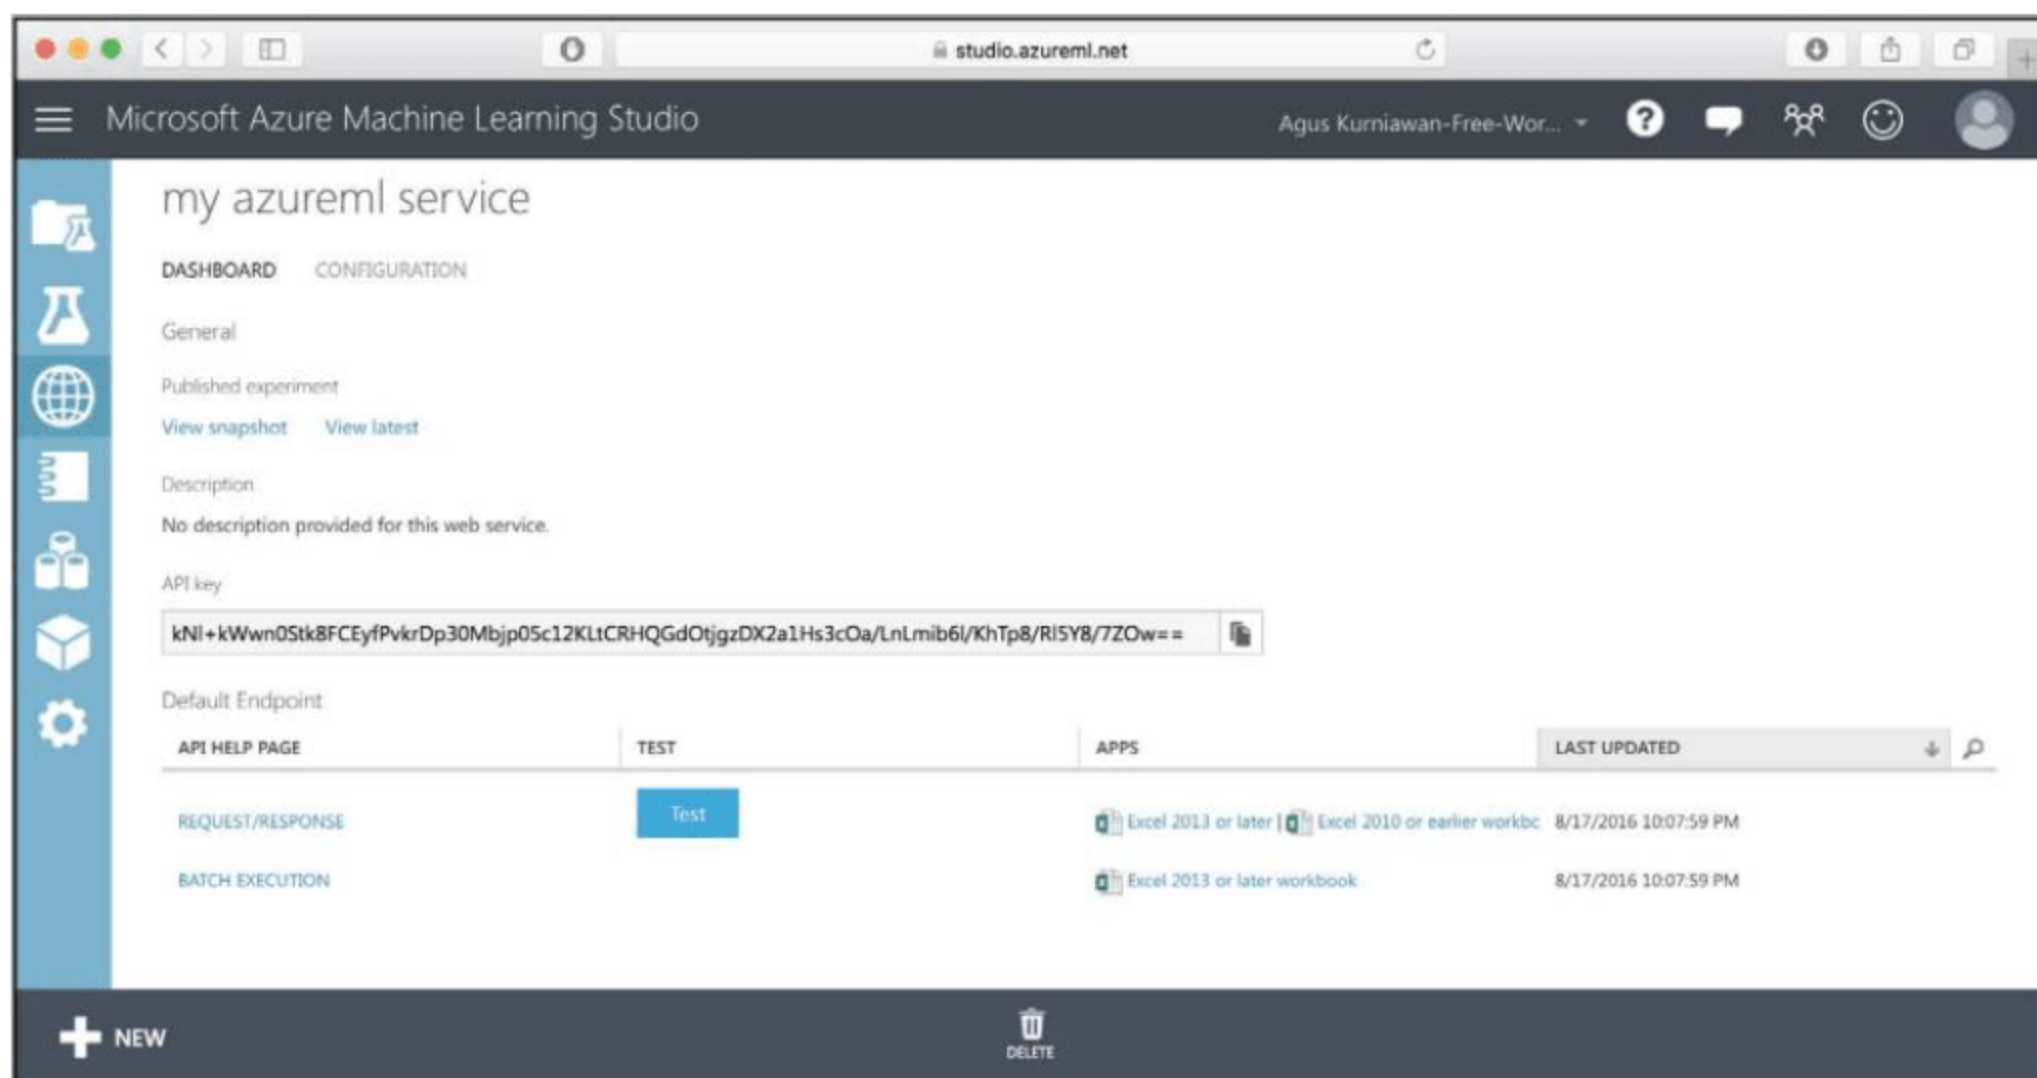 studio.azureml.net
Microsoft Azure Machine Learning Studio
Agus Kurniawan-Free-Wor...
my azureml service
DASHBOARD CONFIGURATION
General
Published experiment
View snapshot View latest
Description
No description provided for this web service.
API key
kNl+kWwn0Stk8FCEyfPvkrDp30Mbjp05c12KLtCRHQGdOtjgzDX2a1Hs3cOa/LnLmib6l/KhTp8/Rl5Y8/7ZOw==
Default Endpoint
API HELP PAGE TEST APPS LAST UPDATED
REQUEST/RESPONSE Test Excel 2013 or later | Excel 2010 or earlier workbc 8/17/2016 10:07:59 PM
BATCH EXECUTION Excel 2013 or later workbook 8/17/2016 10:07:59 PM
NEW
DELETE